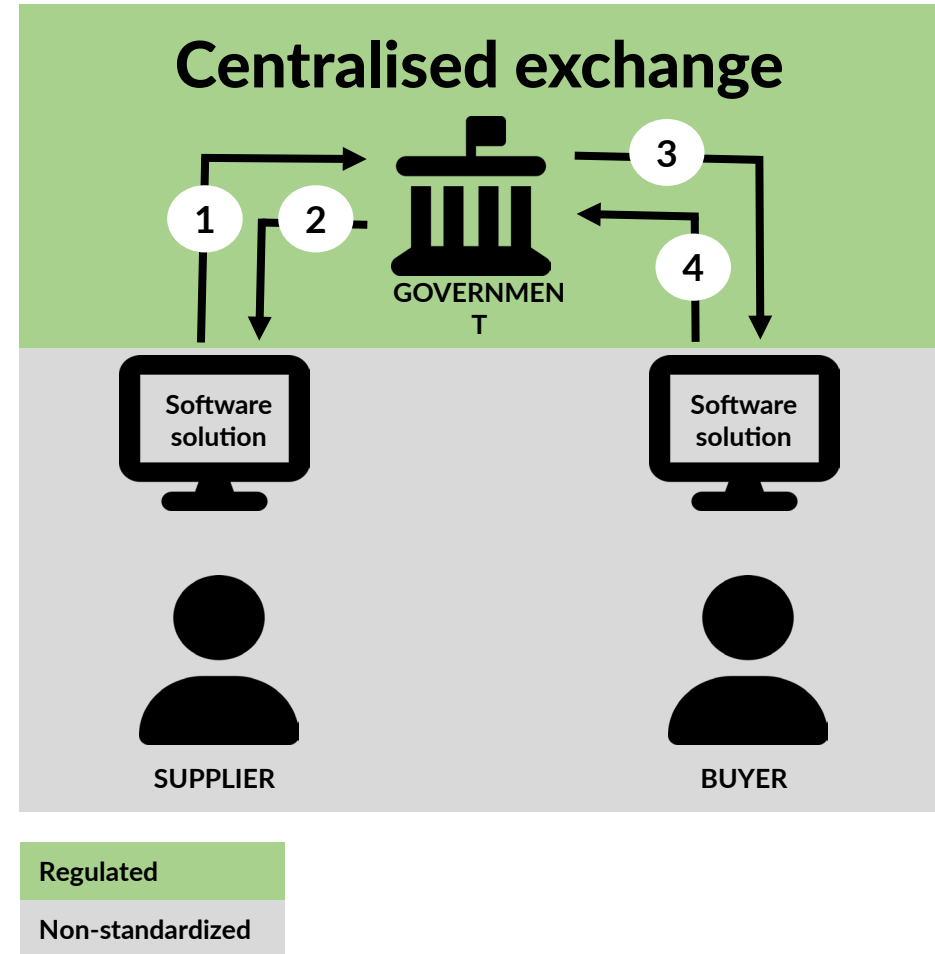 Centralised exchange
3
1
2
4
GOVERNMEN
T
Software
solution
Software
solution
SUPPLIER
BUYER
Regulated
Non-standardized